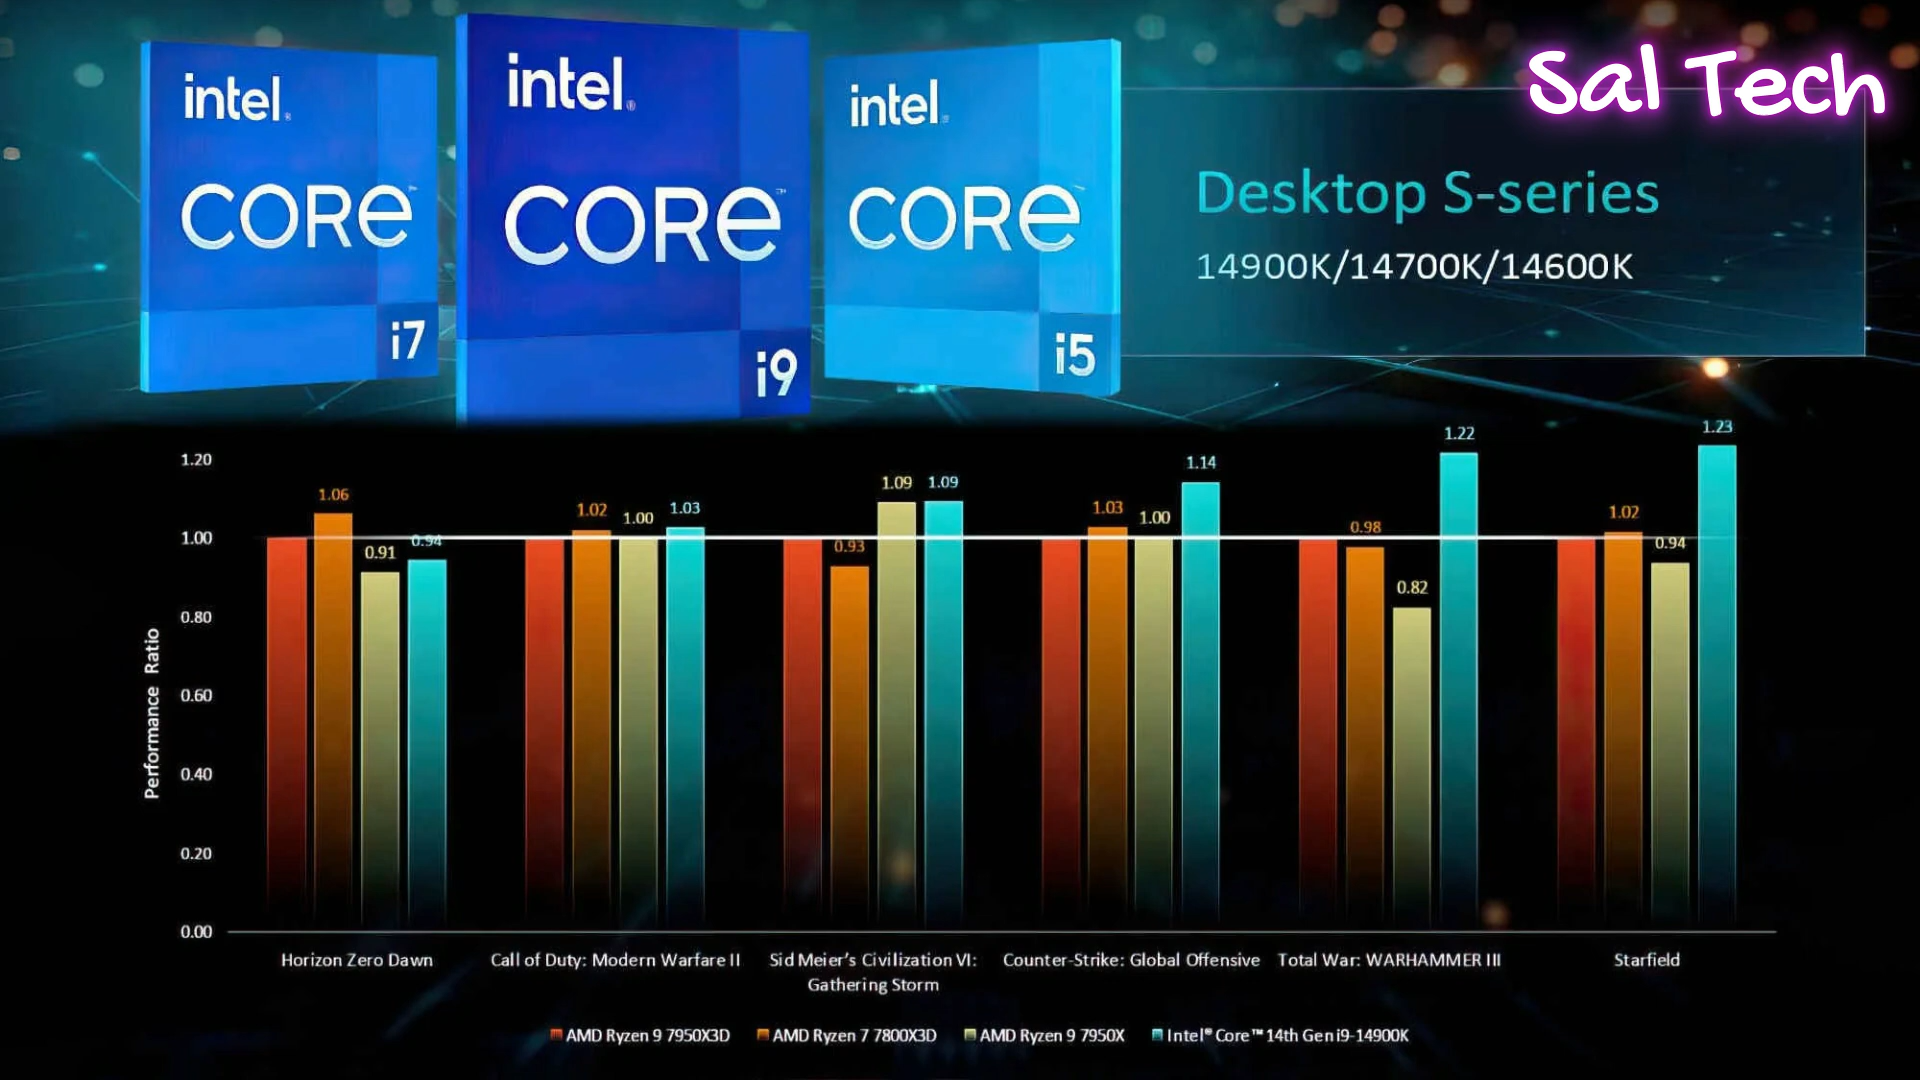 Sal Tech
intel.
CORE
i7
intel.
CORE
i9
intel.
CORE
i5
Desktop S-series
14900K/14700K/14600K
Performance Ratio
1.20
1.00
0.80
0.60
0.40
0.20
0.00
1.06
0.91
0.94
1.02
1.00
1.03
0.93
1.09
1.09
1.03
1.00
1.14
0.98
0.82
1.22
1.02
0.94
1.23
Horizon Zero Dawn
Call of Duty: Modern Warfare II
Sid Meier's Civilization VI:
Gathering Storm
Counter-Strike: Global Offensive
Total War: WARHAMMER III
Starfield
AMD Ryzen 9 7950X3D
AMD Ryzen 7 7800X3D
AMD Ryzen 9 7950X
Intel® Core™ 14th Gen i9-14900K